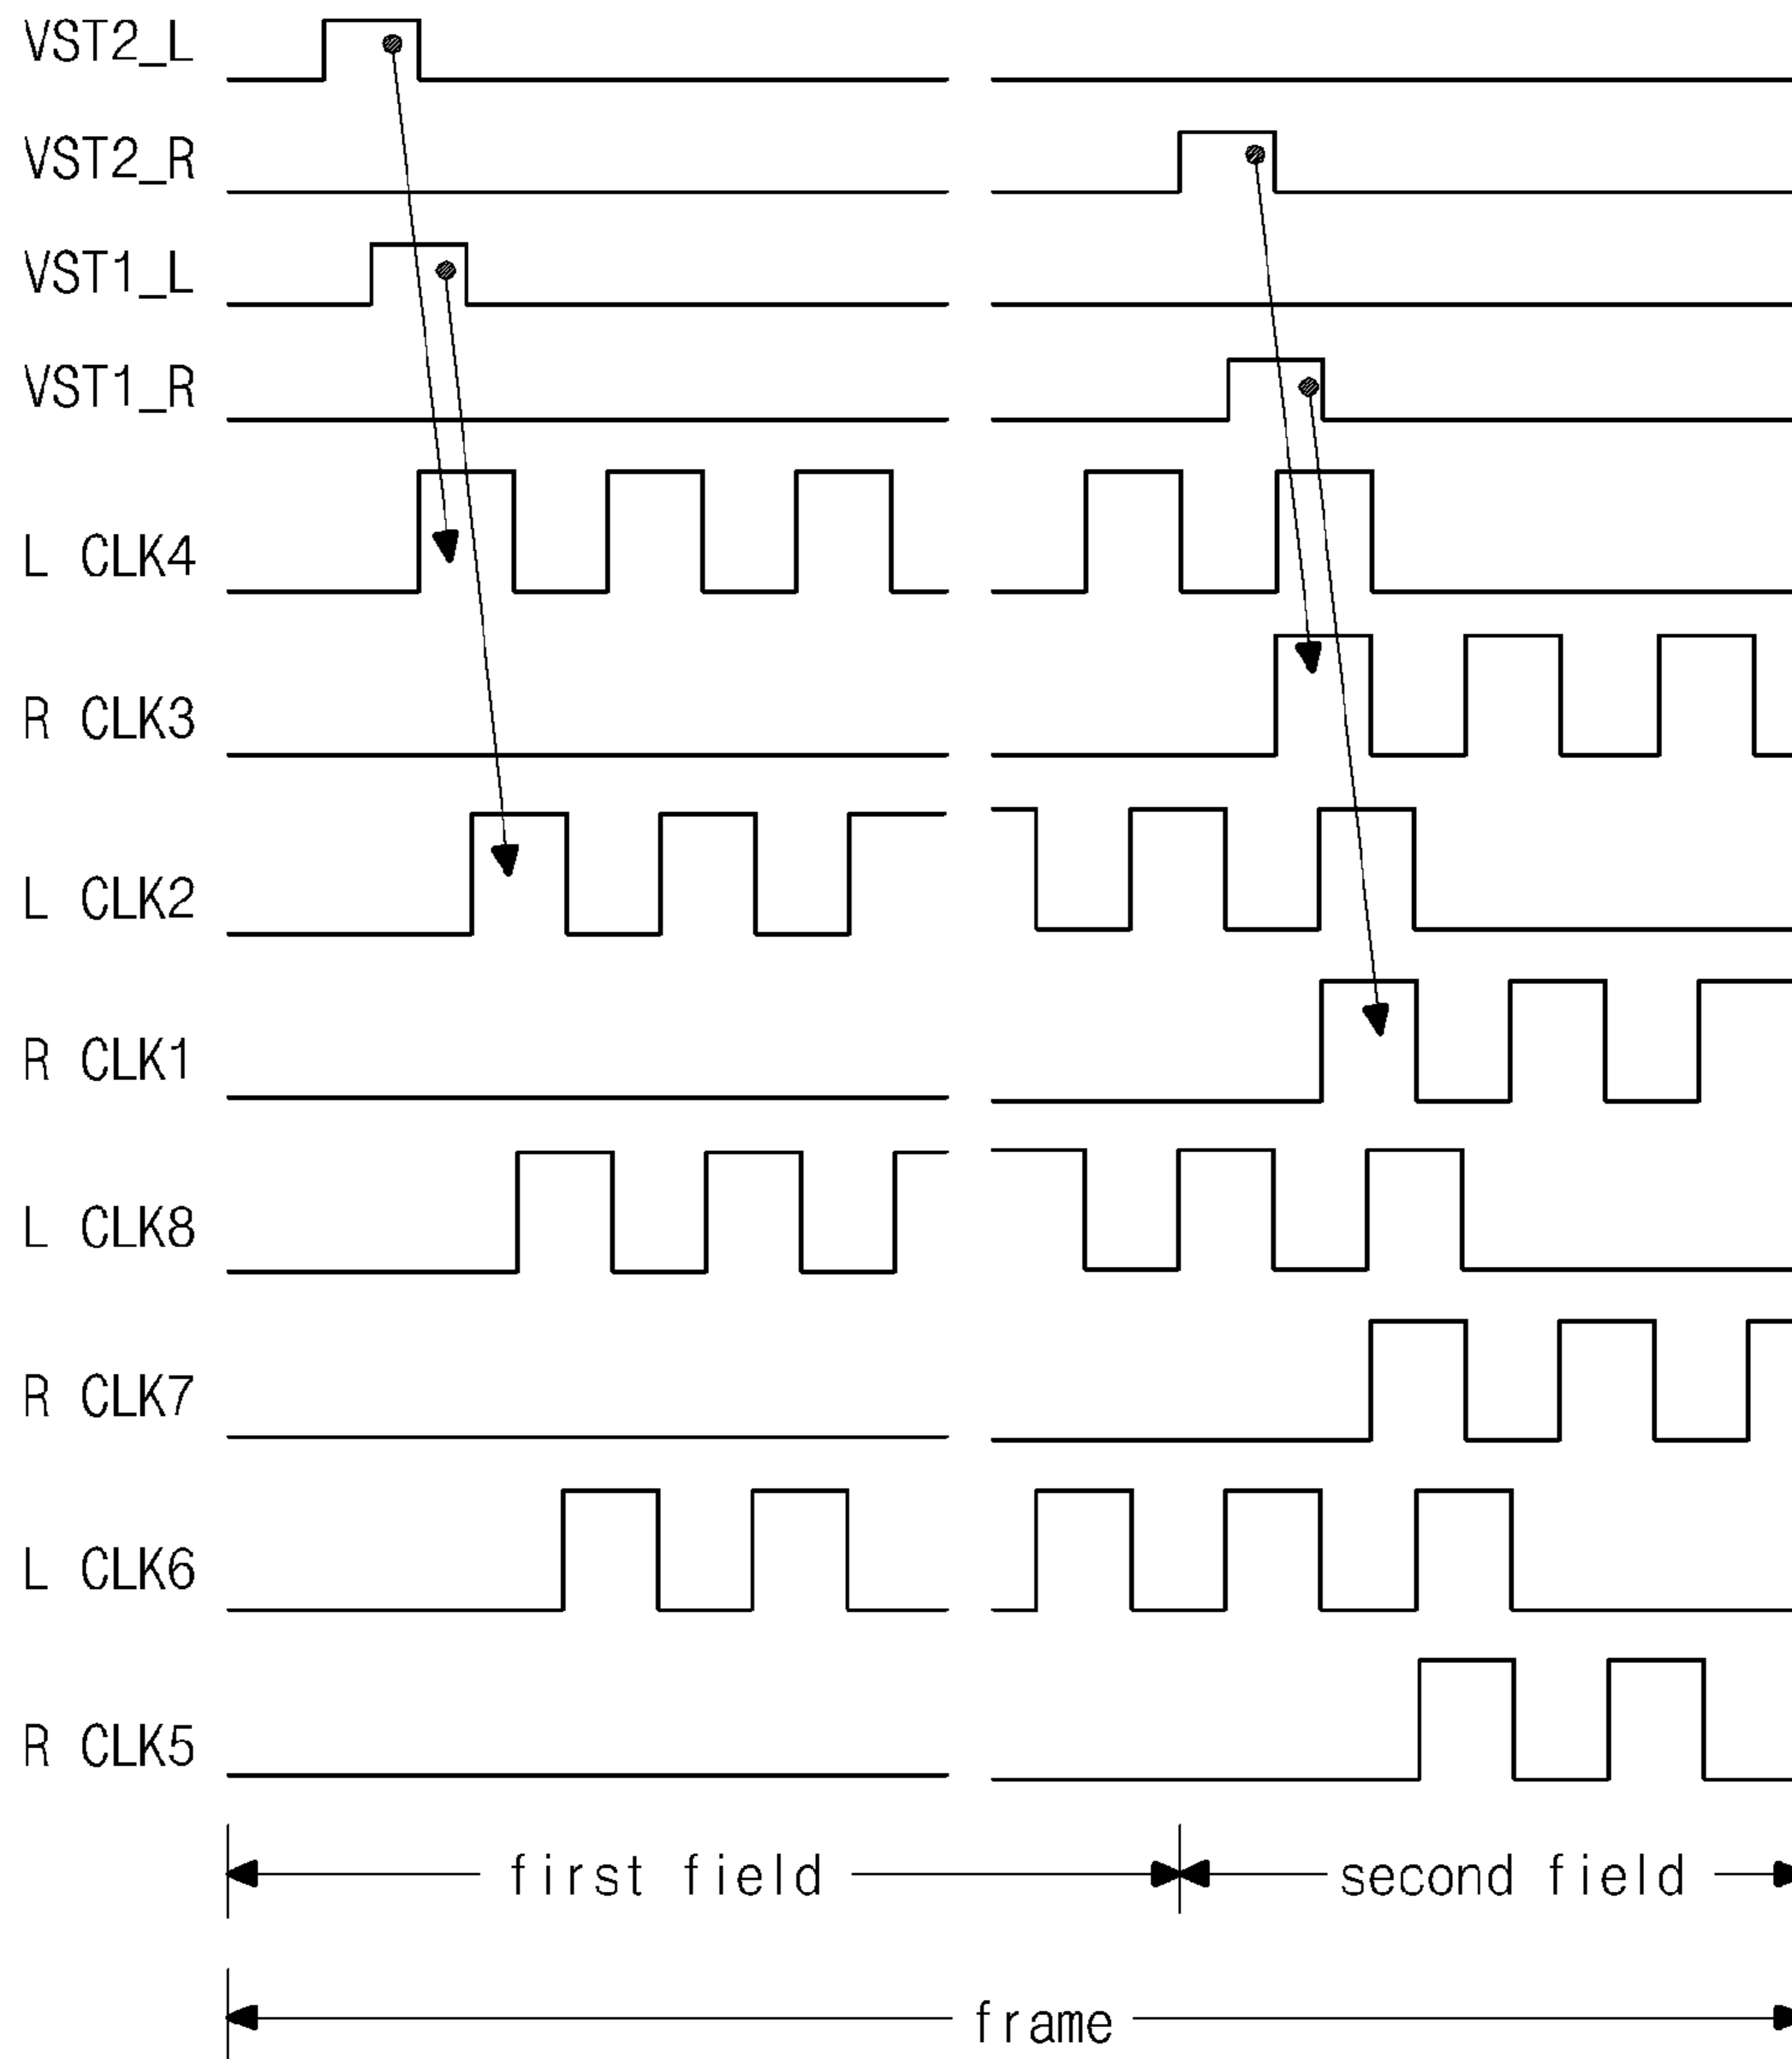 VST2_L
VST2_R
VST1_L
VST1_R
L CLK4
R CLK3
L CLK2
R CLK1
L CLK8
R CLK7
L CLK6
R CLK5
first field second field
frame